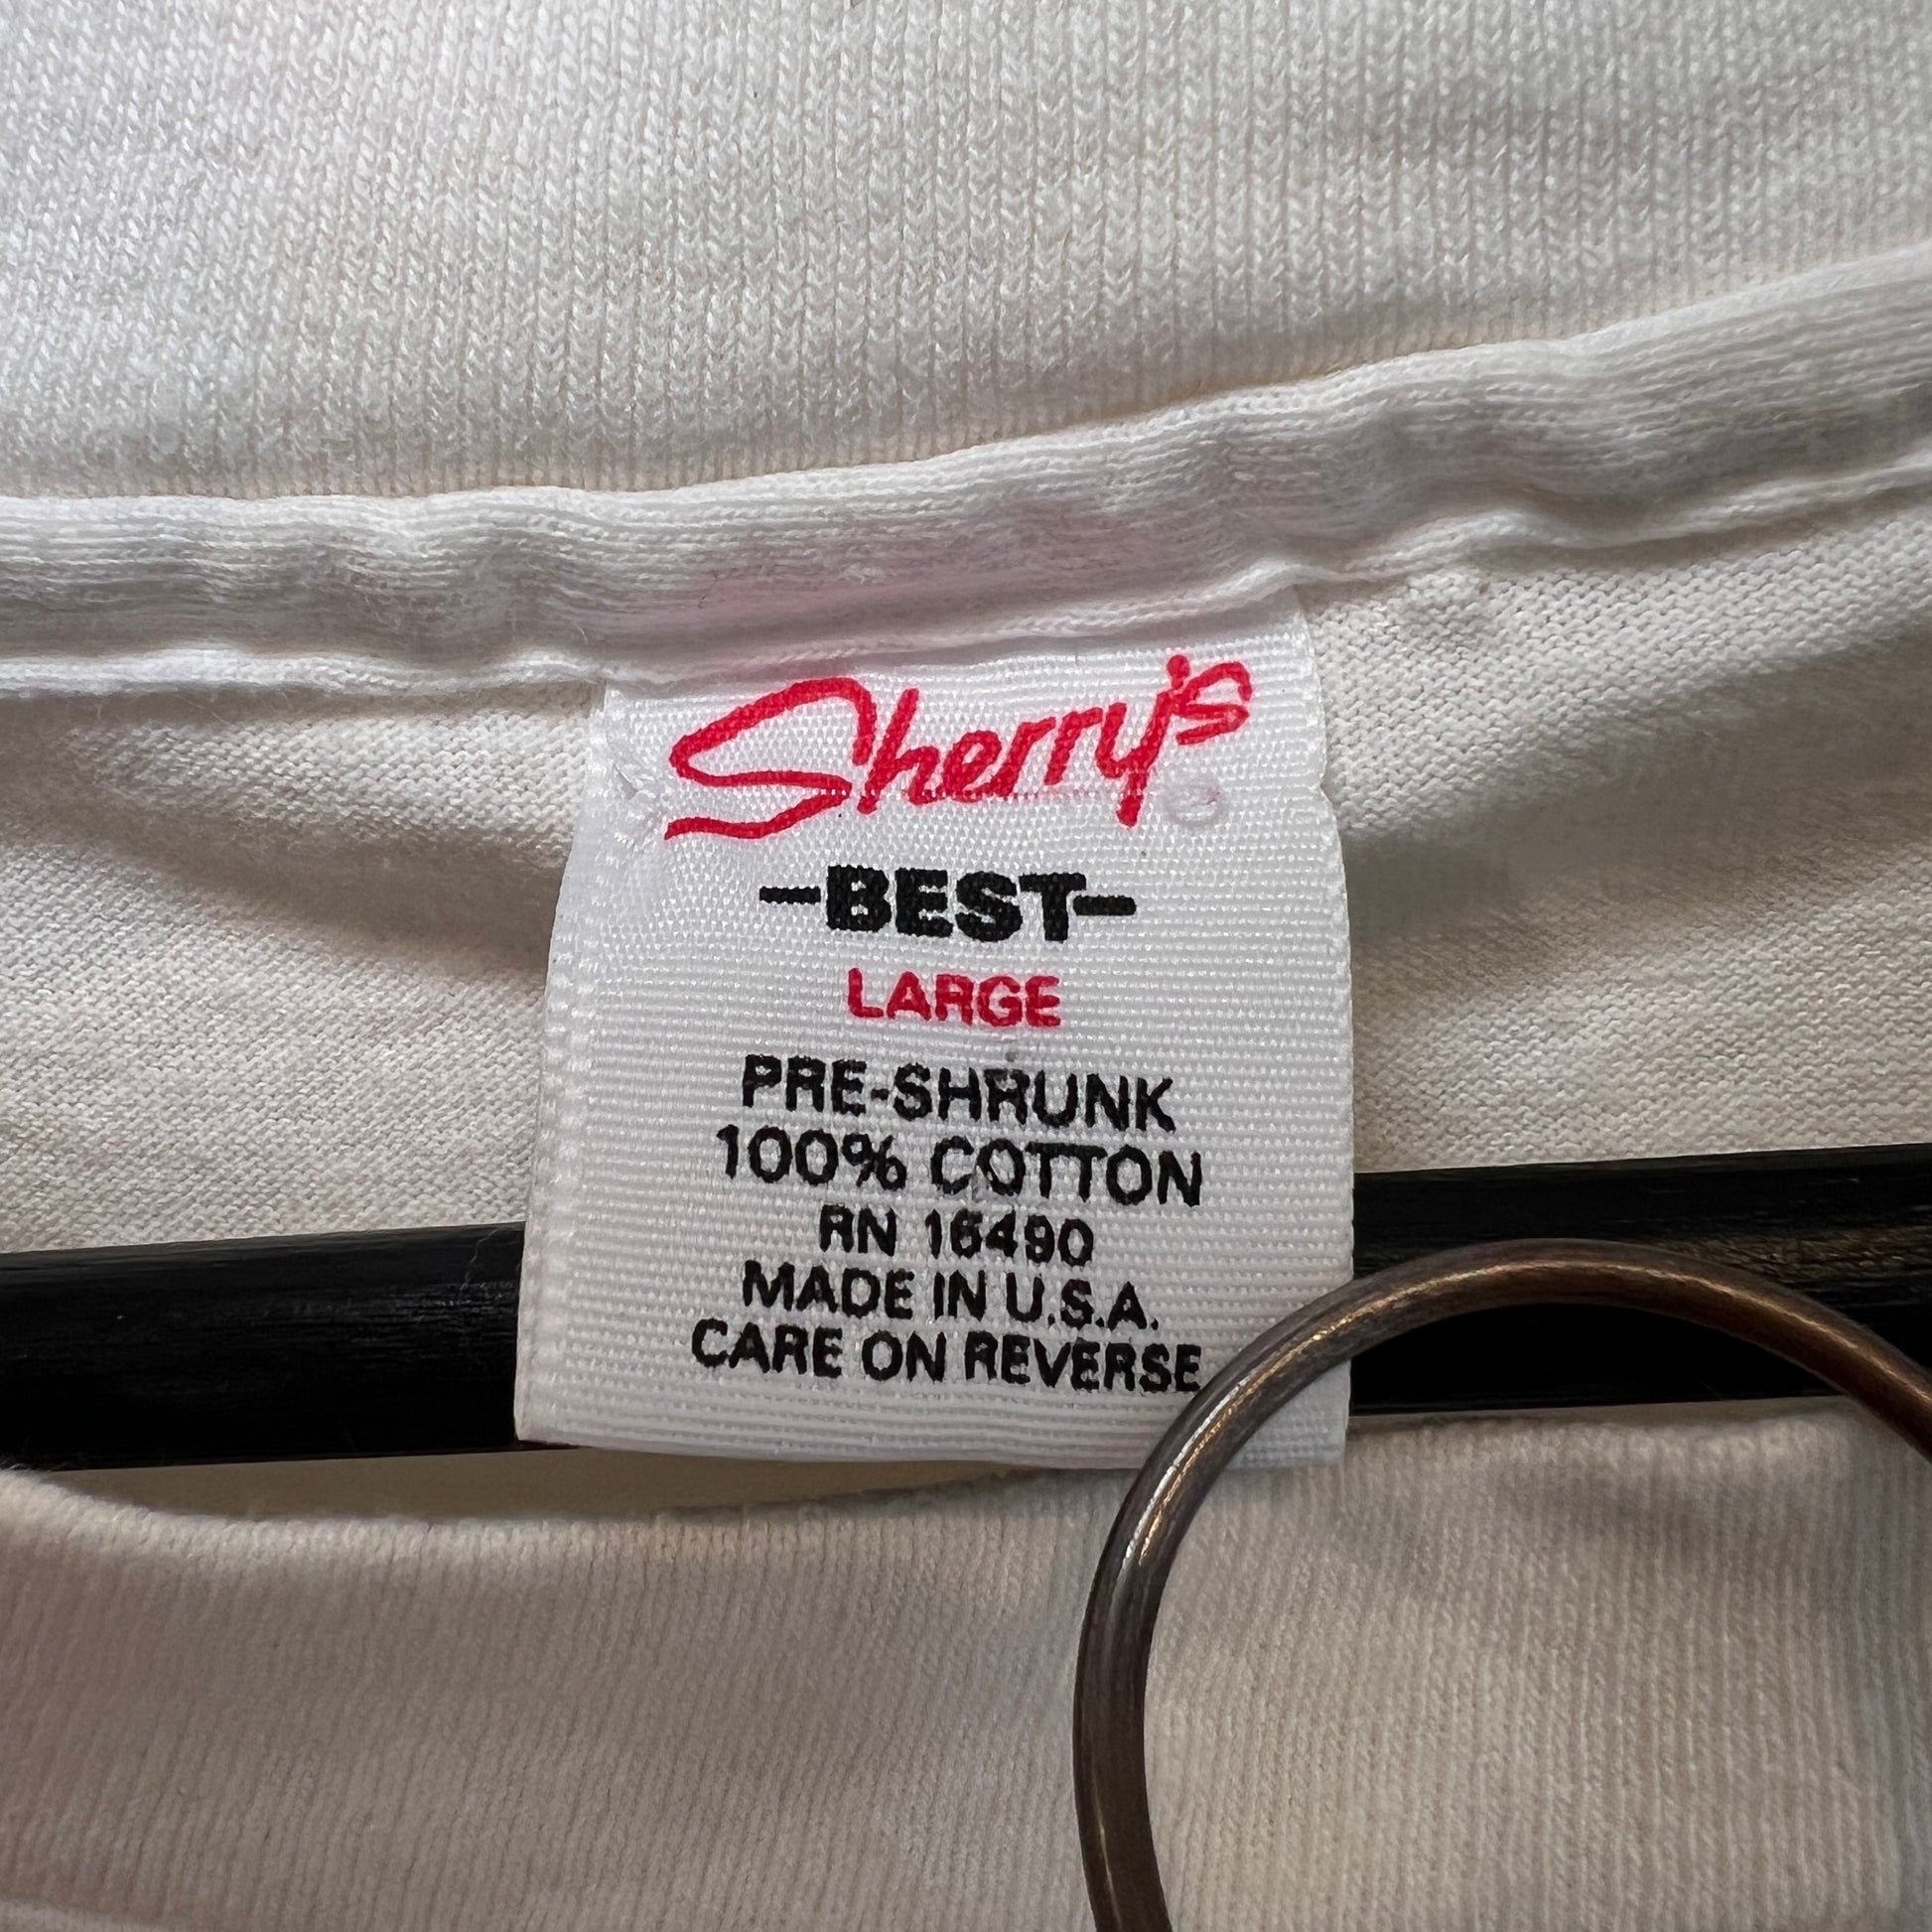 Sherry's
-BEST-
LARGE
PRE-SHRUNK
100% COTTON
RN 16490
MADE IN U.S.A.
CARE ON REVERSE